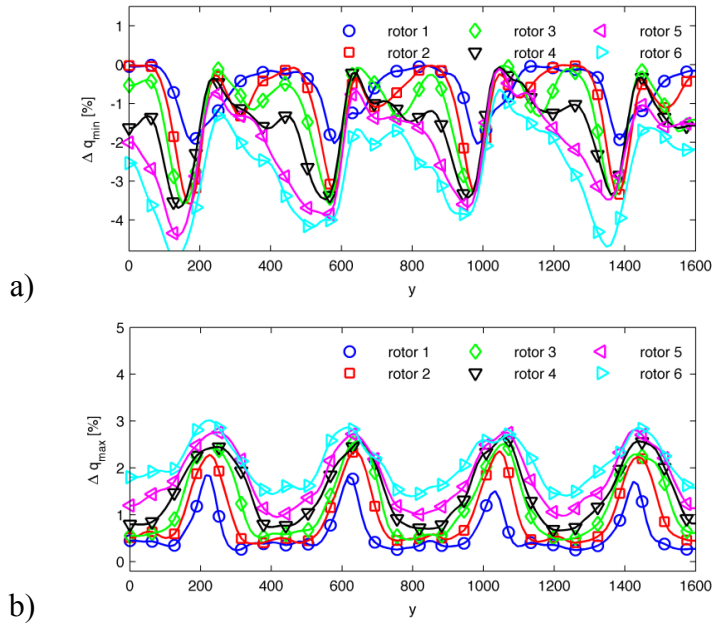 1
0
-1
-2
-3
-4
Δ q_min [%]
rotor 1 rotor 3 rotor 5
rotor 2 rotor 4 rotor 6
0 200 400 600 800 1000 1200 1400 1600
y
a)
5
4
3
2
1
0
Δ q_max [%]
rotor 1 rotor 3 rotor 5
rotor 2 rotor 4 rotor 6
0 200 400 600 800 1000 1200 1400 1600
y
b)